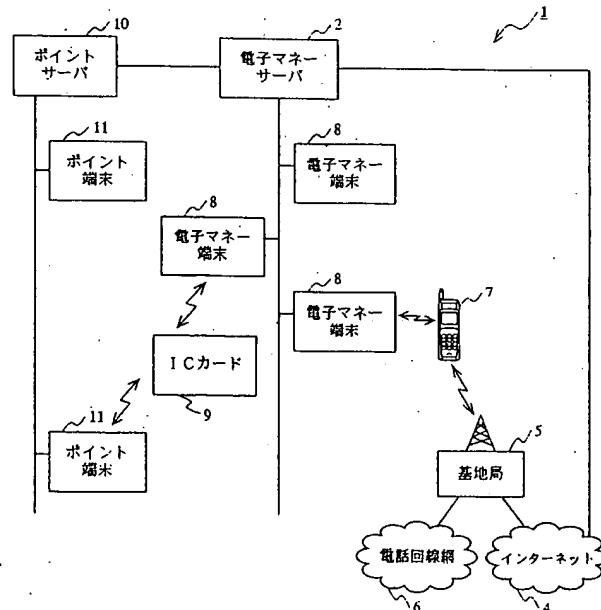 1
10
2
ポイント
サーバ
電子マネー
サーバ
11
ポイント
端末
8
電子マネー
端末
8
電子マネー
端末
8
電子マネー
端末
7
ICカード
9
11
ポイント
端末
5
基地局
電話回線網
インターネット
6
4